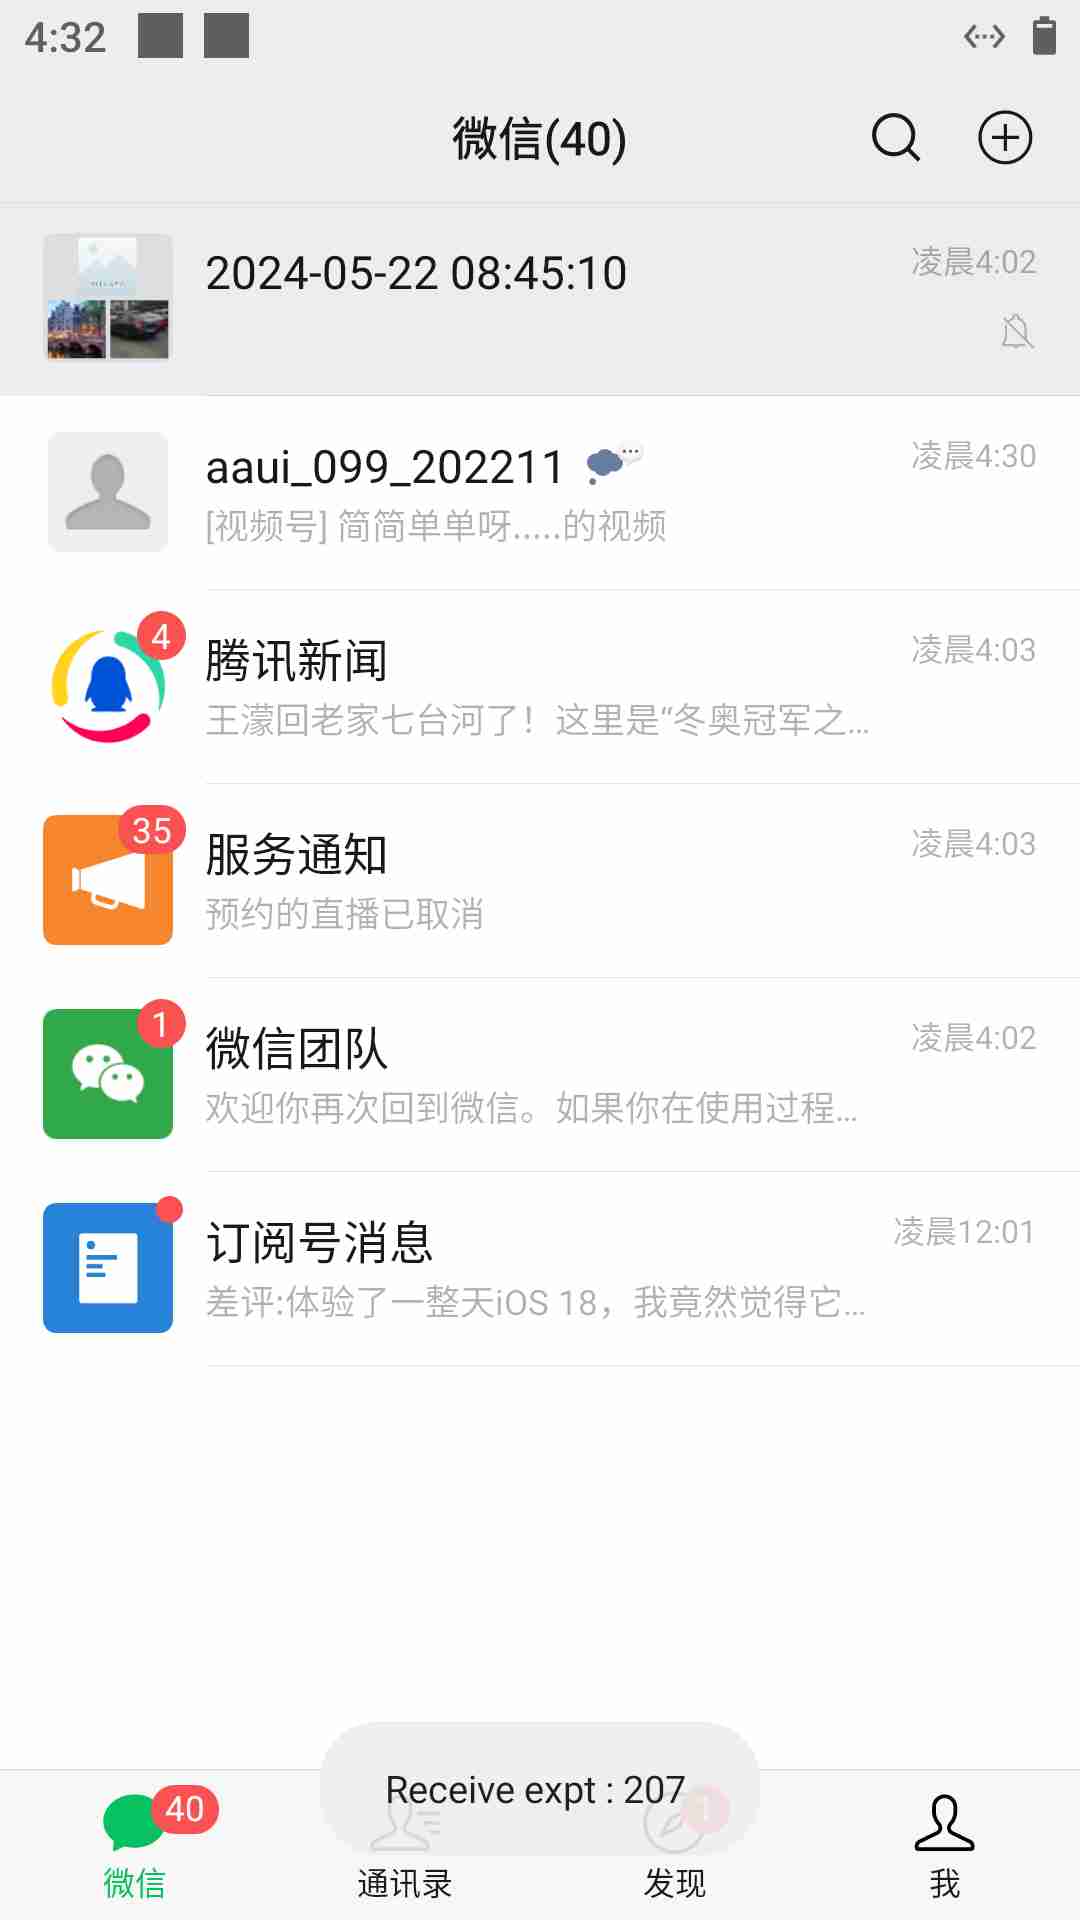 4:32
微信(40)
2024-05-22 08:45:10
凌晨4:02
aaui_099_202211
凌晨4:30
[视频号] 简简单单呀.....的视频
4
腾讯新闻
凌晨4:03
王濛回老家七台河了！这里是“冬奥冠军之...
35
服务通知
凌晨4:03
预约的直播已取消
1
微信团队
凌晨4:02
欢迎你再次回到微信。如果你在使用过程...
订阅号消息
凌晨12:01
差评:体验了一整天iOS 18，我竟然觉得它...
Receive expt : 207
40
1
微信
通讯录
发现
我